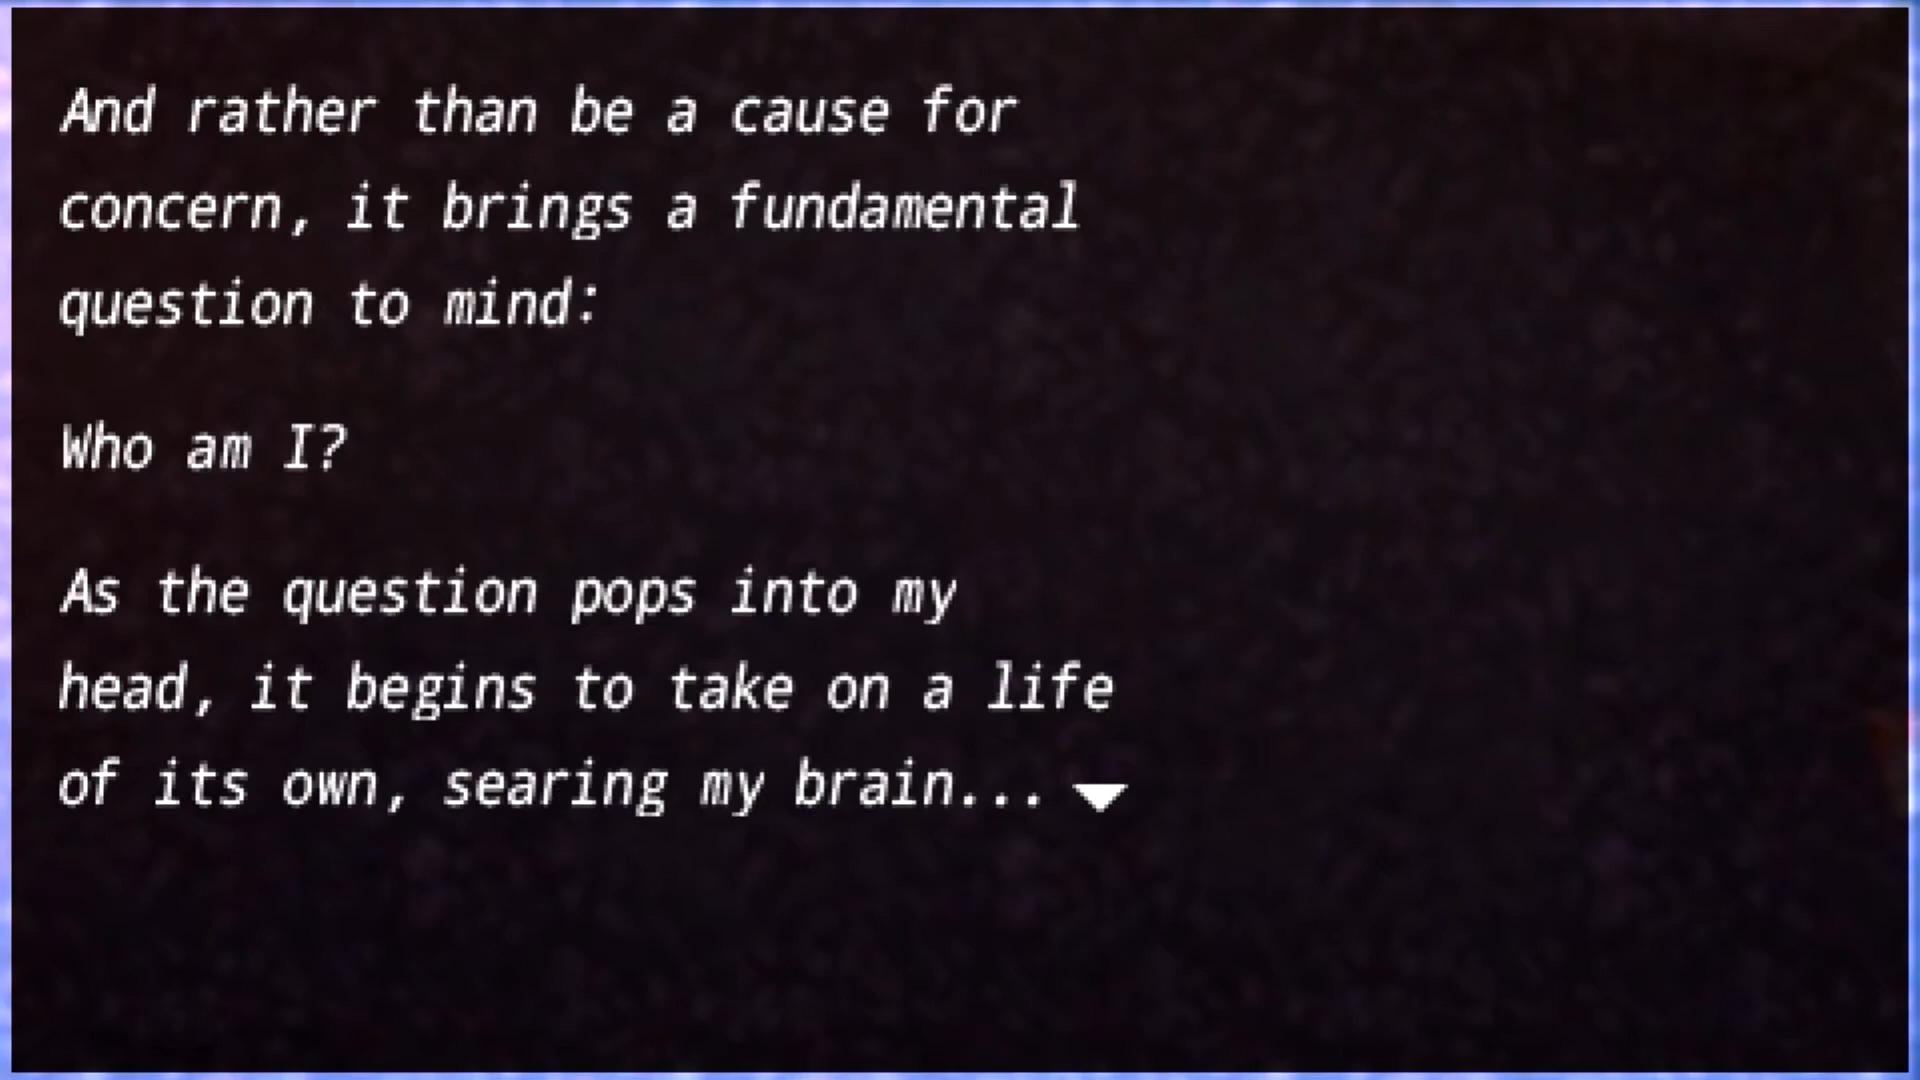 And rather than be a cause for
concern, it brings a fundamental
question to mind:
Who am I?
As the question pops into my
head, it begins to take on a life
of its own, searing my brain...